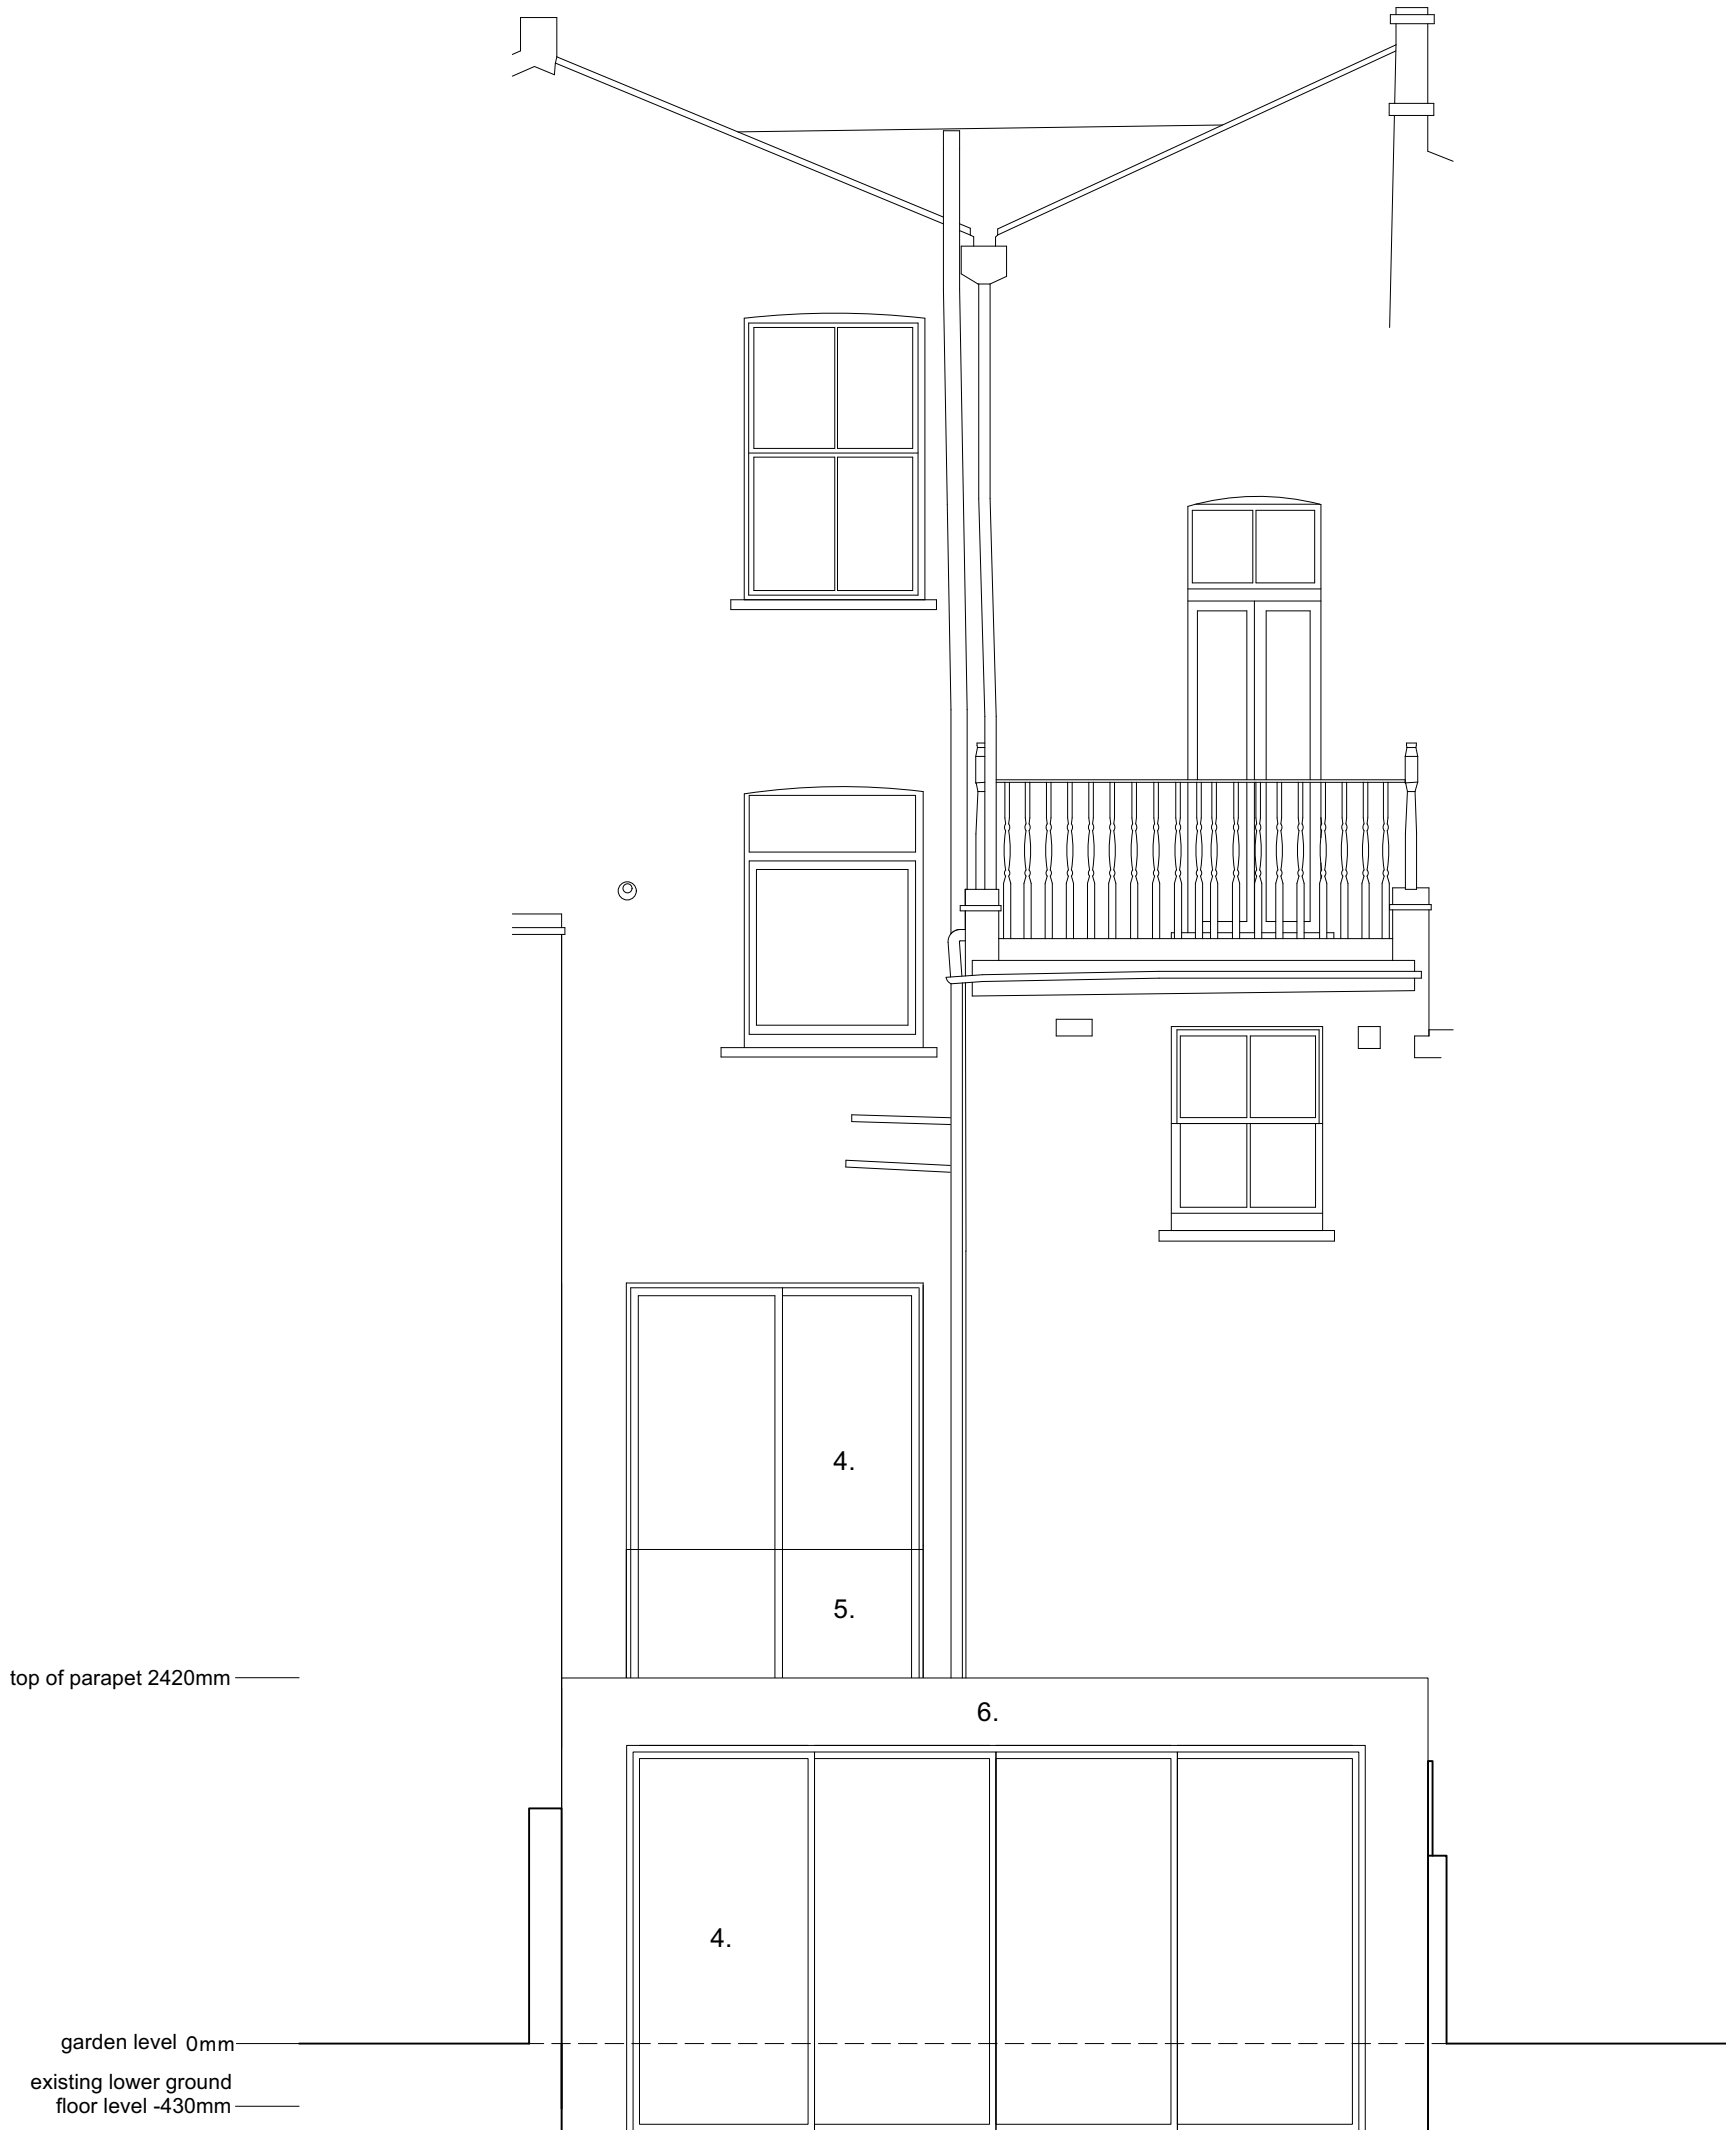 4.
5.
top of parapet 2420mm
6.
4.
garden level 0mm
existing lower ground
floor level -430mm